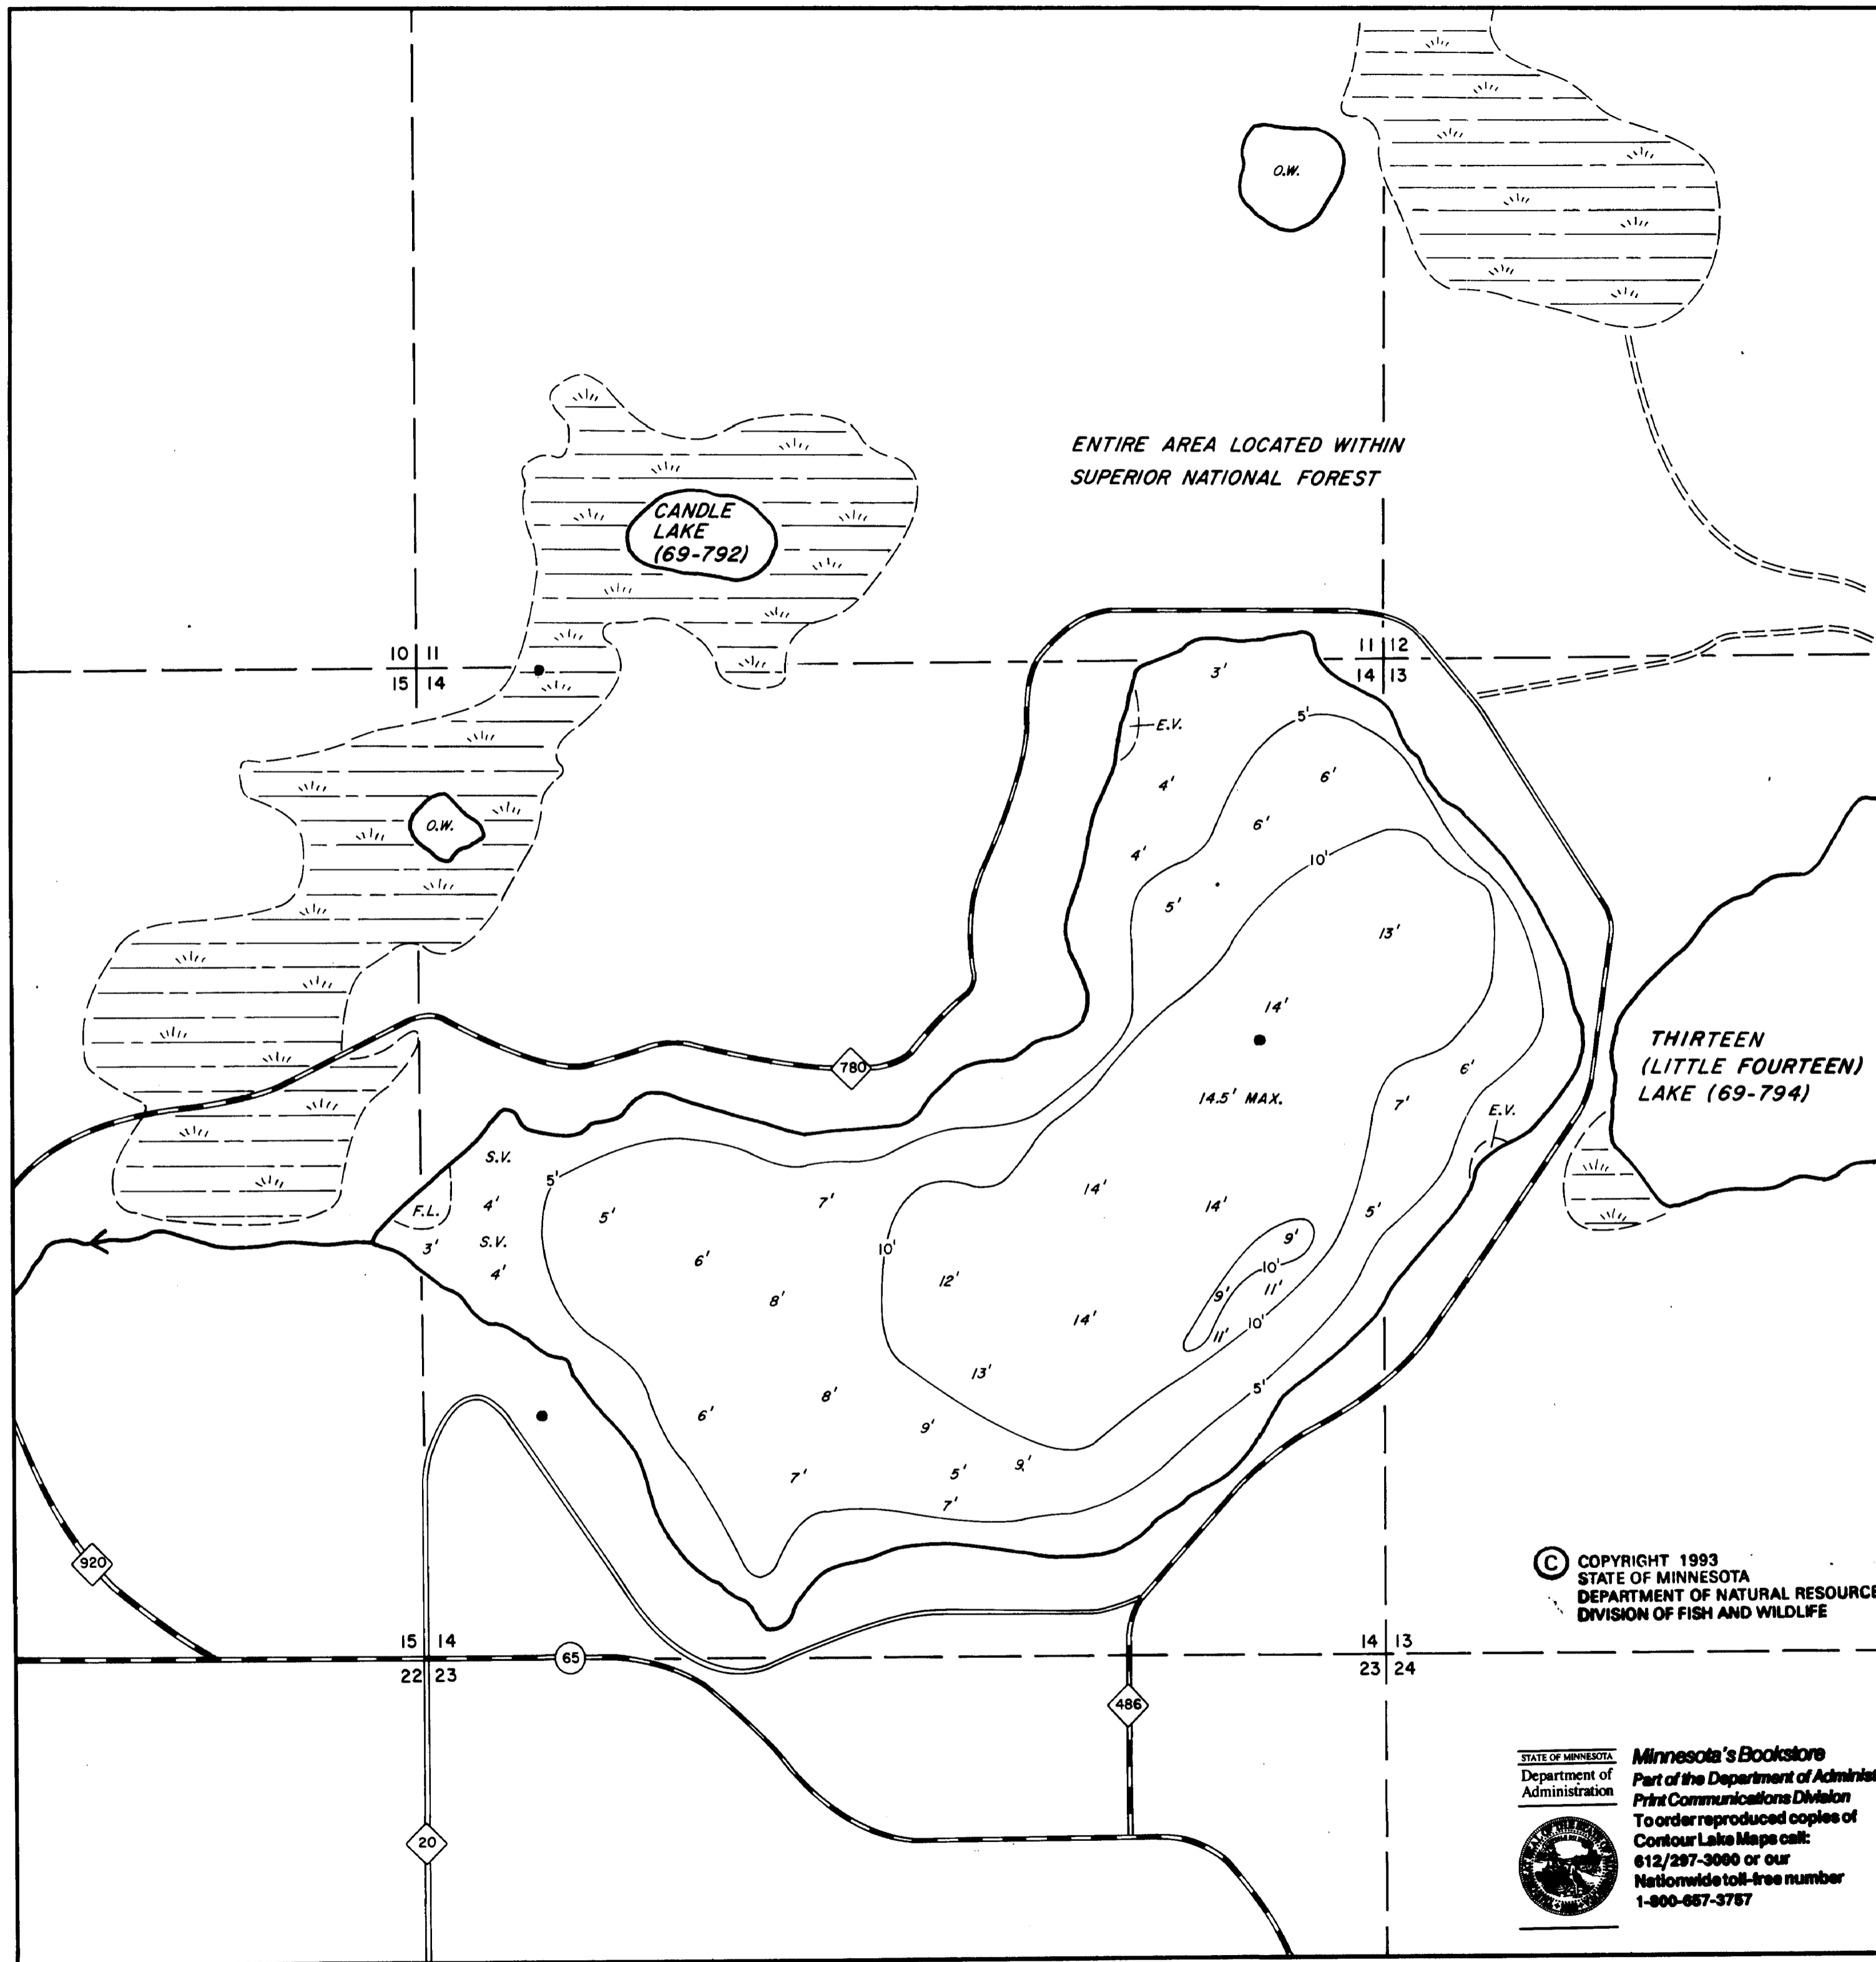 O.W.
ENTIRE AREA LOCATED WITHIN
SUPERIOR NATIONAL FOREST
CANDLE
LAKE
(69-792)
10 11
15 14
11 12
14 13
3'
E.V.
5'
4'
6'
6'
O.W.
4'
10'
5'
13'
14'
THIRTEEN
(LITTLE FOURTEEN)
LAKE (69-794)
780
6'
14.5' MAX.
7'
E.V.
S.V.
5'
14'
4'
7'
14'
F.L.
5'
5'
3'
S.V.
10'
9'
6'
4'
12'
10'
11'
8'
9'
14'
10'
11'
13'
5'
8'
6'
9'
9'
7'
5'
7'
920
C COPYRIGHT 1993
STATE OF MINNESOTA
DEPARTMENT OF NATURAL RESOURCE
DIVISION OF FISH AND WILDLIFE
15 14
22 23
65
14 13
23 24
486
20
STATE OF MINNESOTA
Department of
Administration
Minnesota's Bookstore
Part of the Department of Administ
Print Communications Division
To order reproduced copies of
Contour Lake Maps call:
612/297-3000 or our
Nationwide toll-free number
1-800-657-3757